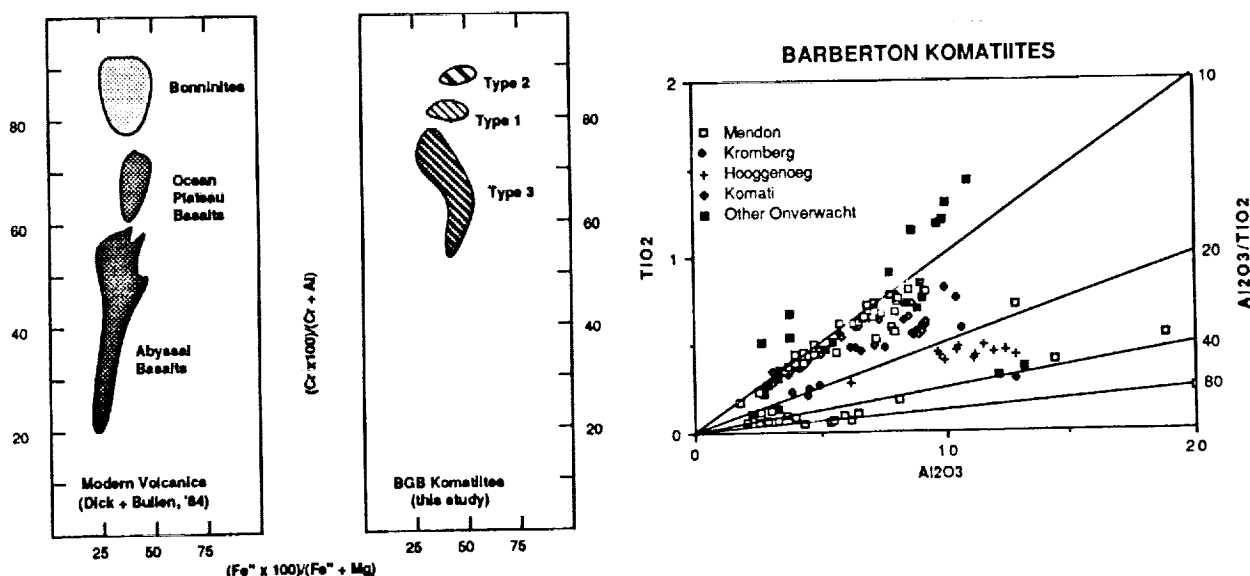 80
60
40
20
Bonninites
Ocean
Plateau
Basalts
Abyssal
Basalts
Modern Volcanics
(Dick + Bullen, '84)
25 50 75
(Cr x100)/(Cr + Al)
Type 2
Type 1
Type 3
BGB Komatiites
(this study)
80
60
40
20
25 50 75
(Fe" x 100)/(Fe" + Mg)
BARBERTON KOMATIITES
Mendon
Kromberg
Hooggenoeg
Komati
Other Onverwacht
2
1
0
TiO2
10
20
40
80
Al2O3/TiO2
0 10 20
Al2O3